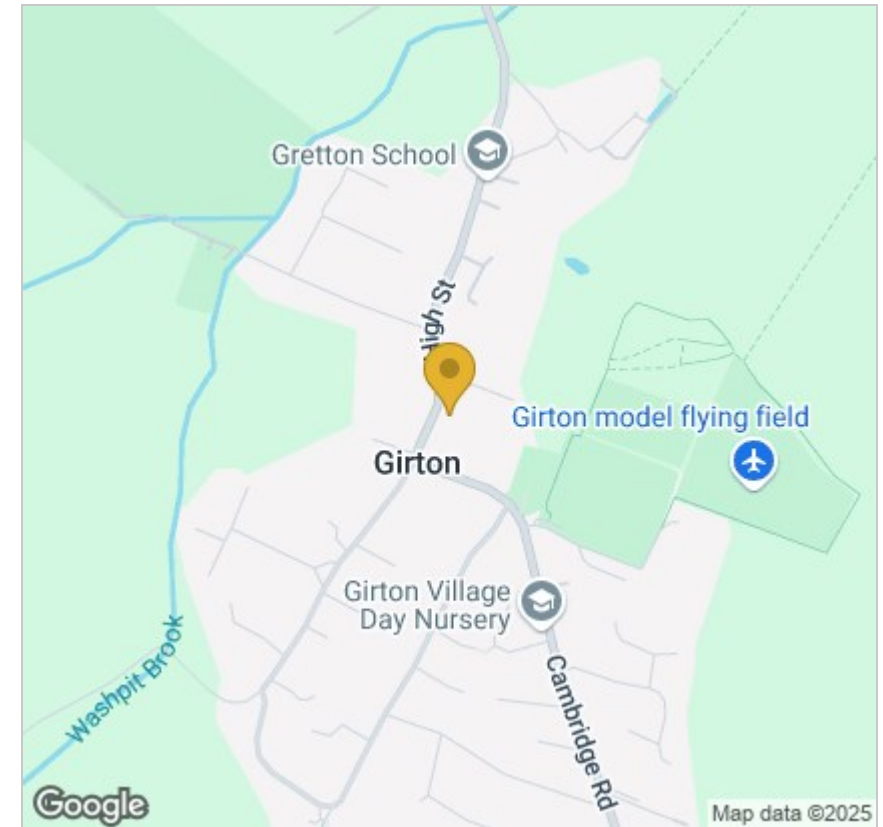 Gretton School
High St
Girton model flying field
Girton
Girton Village
Day Nursery
Washpit Brook
Cambridge Rd
Google
Map data ©2025